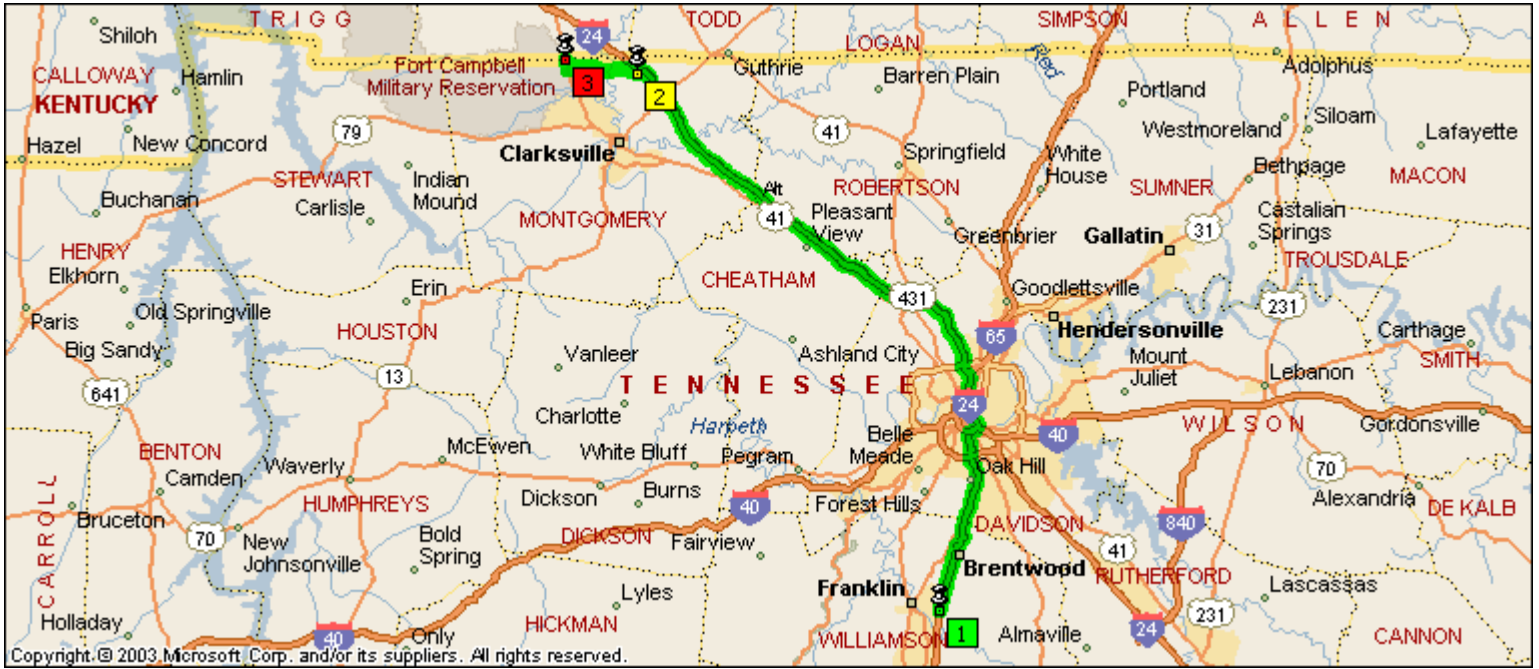 TRIGG
TODD
SIMPSON
ALLEN
Shiloh
24
LOGAN
CALLOWAY
Hamlin
Fort Campbell
Military Reservation
3
2
Guthrie
Red
Barren Plain
Adolphus
KENTUCKY
Portland
Hazel
New Concord
79
41
Westmoreland
Siloam
Lafayette
Clarksville
Springfield
White
House
Bethpage
STEWART
Indian
Mound
ROBERTSON
SUMNER
MACON
Buchanan
Carlisle
MONTGOMERY
Alt
41
Pleasant
View
Greenbrier
Gallatin
31
Castalian
Springs
HENRY
Elkhorn
CHEATHAM
TROUSDALE
Erin
431
Goodlettsville
231
Paris
Old Springville
HOUSTON
65
Hendersonville
Carthage
Big Sandy
Vanleer
Ashland City
Mount
Juliet
SMITH
641
13
TENNESSEE
Lebanon
Charlotte
24
Harpeth
Belle
Meade
40
WILSON
Gordonsville
BENTON
McEwen
White Bluff
Pegram
Oak Hill
Camden
Waverly
70
CARROLL
Bruceton
HUMPHREYS
Dickson
Burns
40
Forest Hills
Alexandria
DE KALB
70
New
Johnsonville
Bold
Spring
DICKSON
Fairview
DAVIDSON
840
41
Brentwood
RUTHERFORD
Lascassas
Franklin
Holladay
Lyles
231
40
Only
HICKMAN
WILLIAMSON
1
Almaville
24
CANNON
Copyright © 2003 Microsoft Corp. and/or its suppliers. All rights reserved.